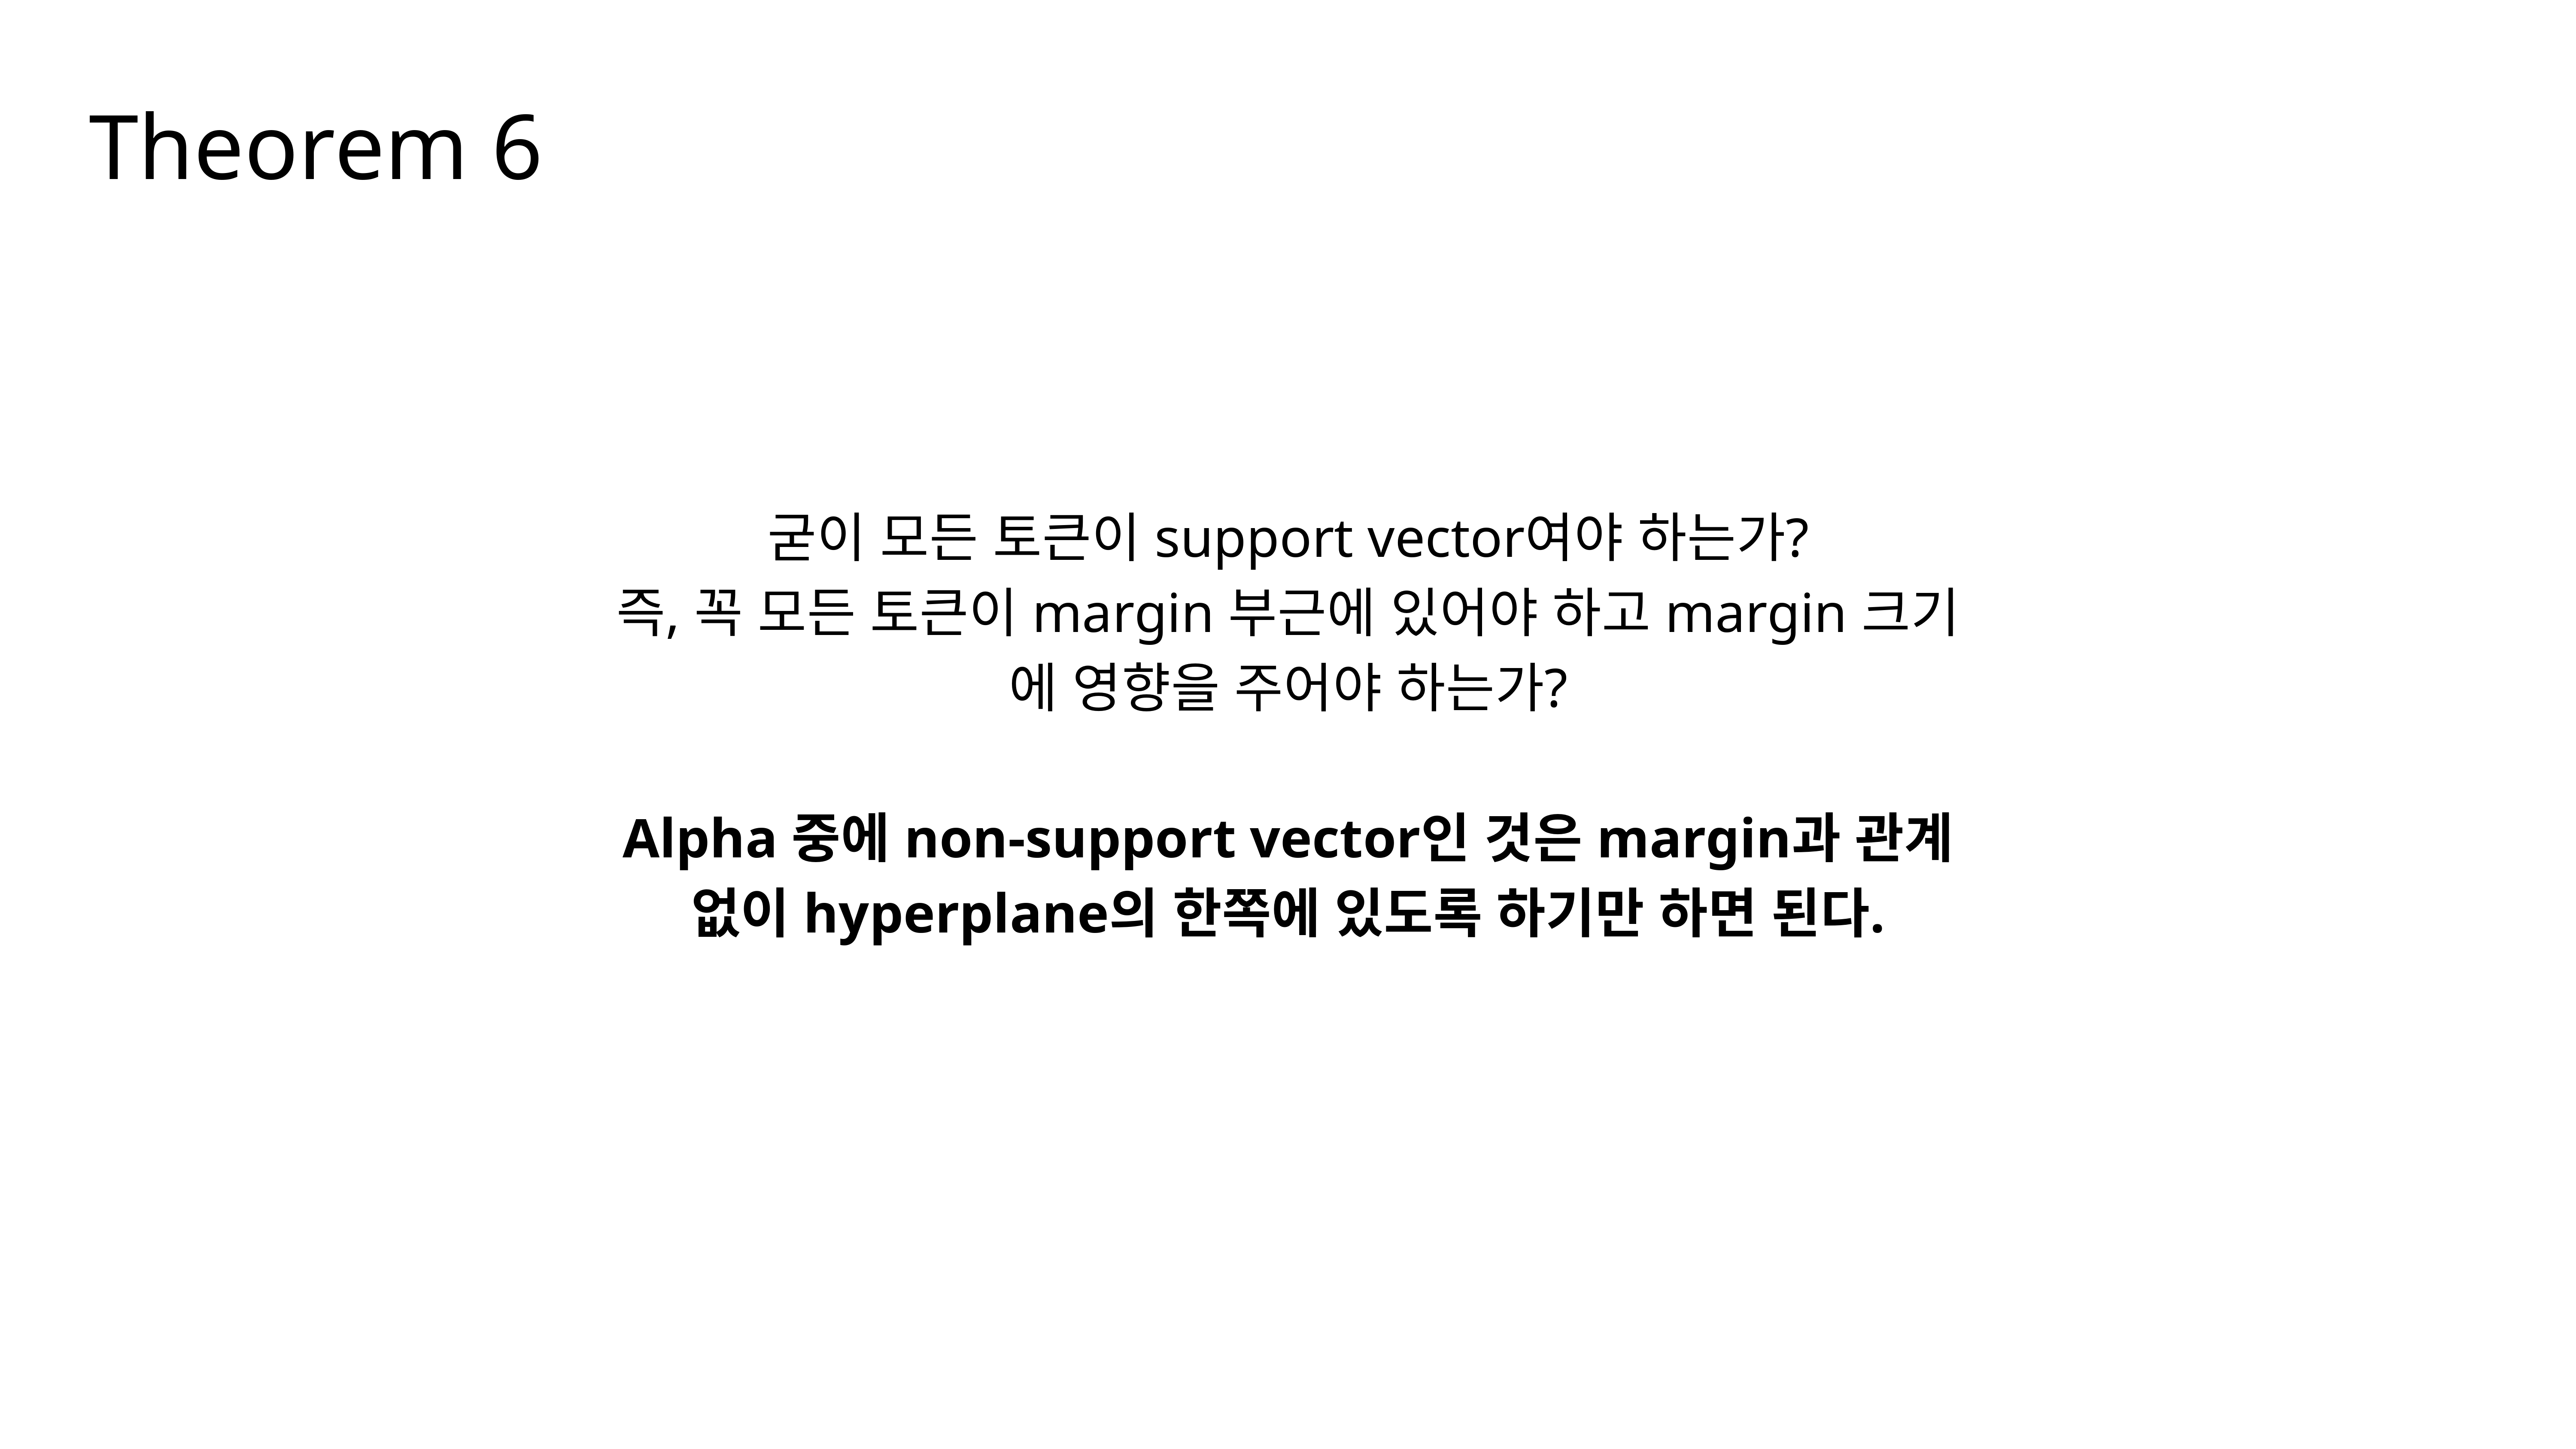 Theorem 6
굳이 모든 토큰이 support vector여야 하는가?
즉, 꼭 모든 토큰이 margin 부근에 있어야 하고 margin 크기
에 영향을 주어야 하는가?
Alpha 중에 non-support vector인 것은 margin과 관계
없이 hyperplane의 한쪽에 있도록 하기만 하면 된다.